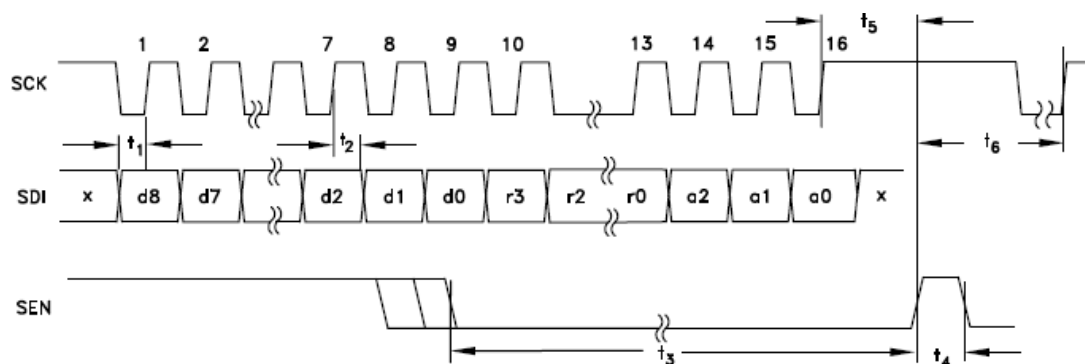 t5
1 2 7 8 9 10 13 14 15 16
SCK
t1 t2 t6
SDI x d8 d7 d2 d1 d0 r3 r2 r0 a2 a1 a0 x
SEN
t3 t4